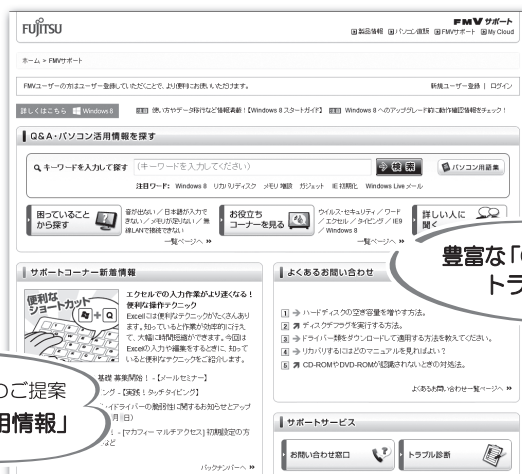 FUJITSU
FMVサポート
製品情報 パソコン直販 FMVサポート My Cloud
ホーム > FMVサポート
FMVユーザーの方はユーザー登録していただくことで、より便利にお使いいただけます。
新規ユーザー登録 | ログイン
詳しくはこちら Windows 8
使い方やデータ移行など情報満載!【Windows 8 スタートガイド】
Windows 8 へのアップグレード前に動作確認情報をチェック!
Q&A・パソコン活用情報を探す
キーワードを入力して探す (キーワードを入力してください) 検索 パソコン用語集
注目ワード: Windows 8 リカバリディスク メモリ増設 ガジェット IE 初期化 Windows Live メール
困っていること
から探す
音が出ない / 日本語が入力で
きない / メモリが足りない / 無
線LANで接続できない
一覧ページへ
お役立ち
コーナーを見る
ウイルス・セキュリティ / ワード
/ エクセル / タイピング / IE9
/ Windows 8
一覧ページへ
詳しい人に
聞く
豊富な「
トラ
サポートコーナー新着情報
便利な
ショートカット
+ Q
エクセルでの入力作業がより速くなる!
便利な操作テクニック
Excelには便利なテクニックがたくさんあり
ます。知っていると作業が効率的に行え
て、大幅に時間短縮ができます。今回は
Excelの入力や編集をするときに、知って
いると便利なテクニックをご紹介します。
基礎 募集開始! - 【メールセミナー】
ング - 【実践!タッチタイピング】
ドライバーの脆弱性に関するお知らせとアップ
月 日)
! - 【マカフィー マルチアクセス】初期設定の方
など
バックナンバーへ
のご提案
用情報」
よくあるお問い合わせ
1 ハードディスクの空き容量を増やす方法。
2 ディスクデフラグを実行する方法。
3 ドライバー類をダウンロードして適用する方法を教えてください。
4 リカバリするにはどのマニュアルを見ればよい?
5 CD-ROMやDVD-ROMが認識されないときの対処法。
よくあるお問い合わせ一覧ページへ
サポートサービス
お問い合わせ窓口
トラブル診断